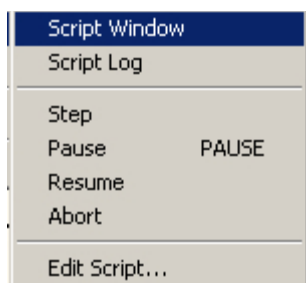 Script Window
Script Log
Step
Pause PAUSE
Resume
Abort
Edit Script...